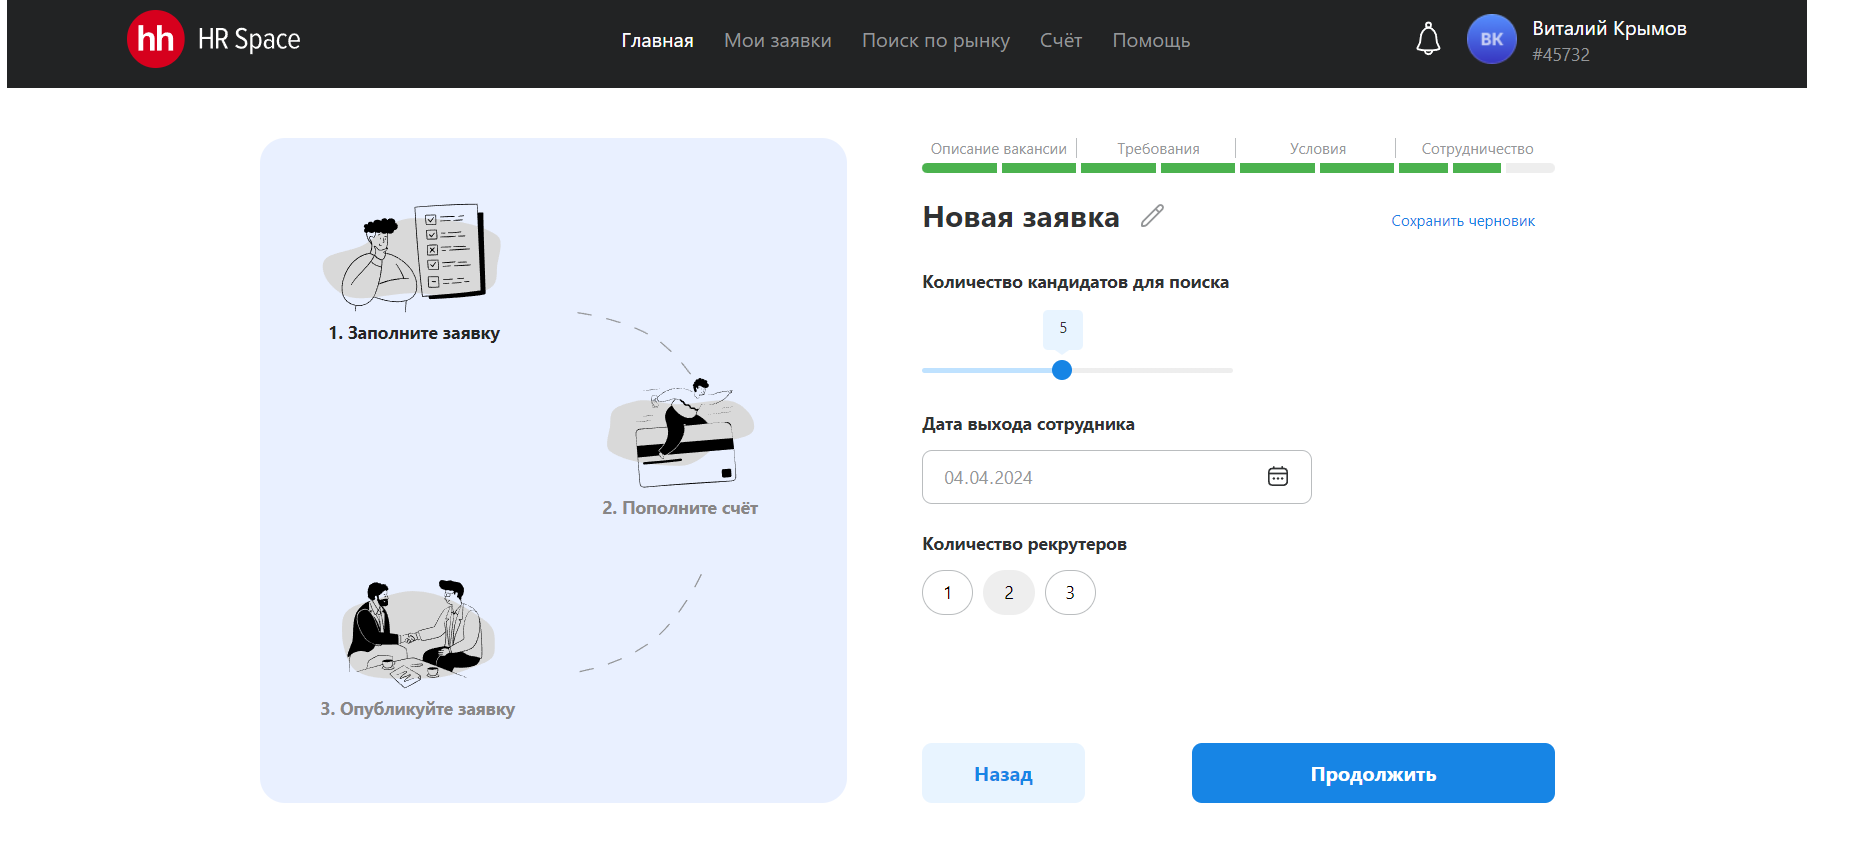 hh HR Space
Главная Мои заявки Поиск по рынку Счёт Помощь
ВК
Виталий Крымов
#45732
1. Заполните заявку
2. Пополните счёт
3. Опубликуйте заявку
Описание вакансии Требования Условия Сотрудничество
Новая заявка
Сохранить черновик
Количество кандидатов для поиска
5
Дата выхода сотрудника
04.04.2024
Количество рекрутеров
1 2 3
Назад Продолжить